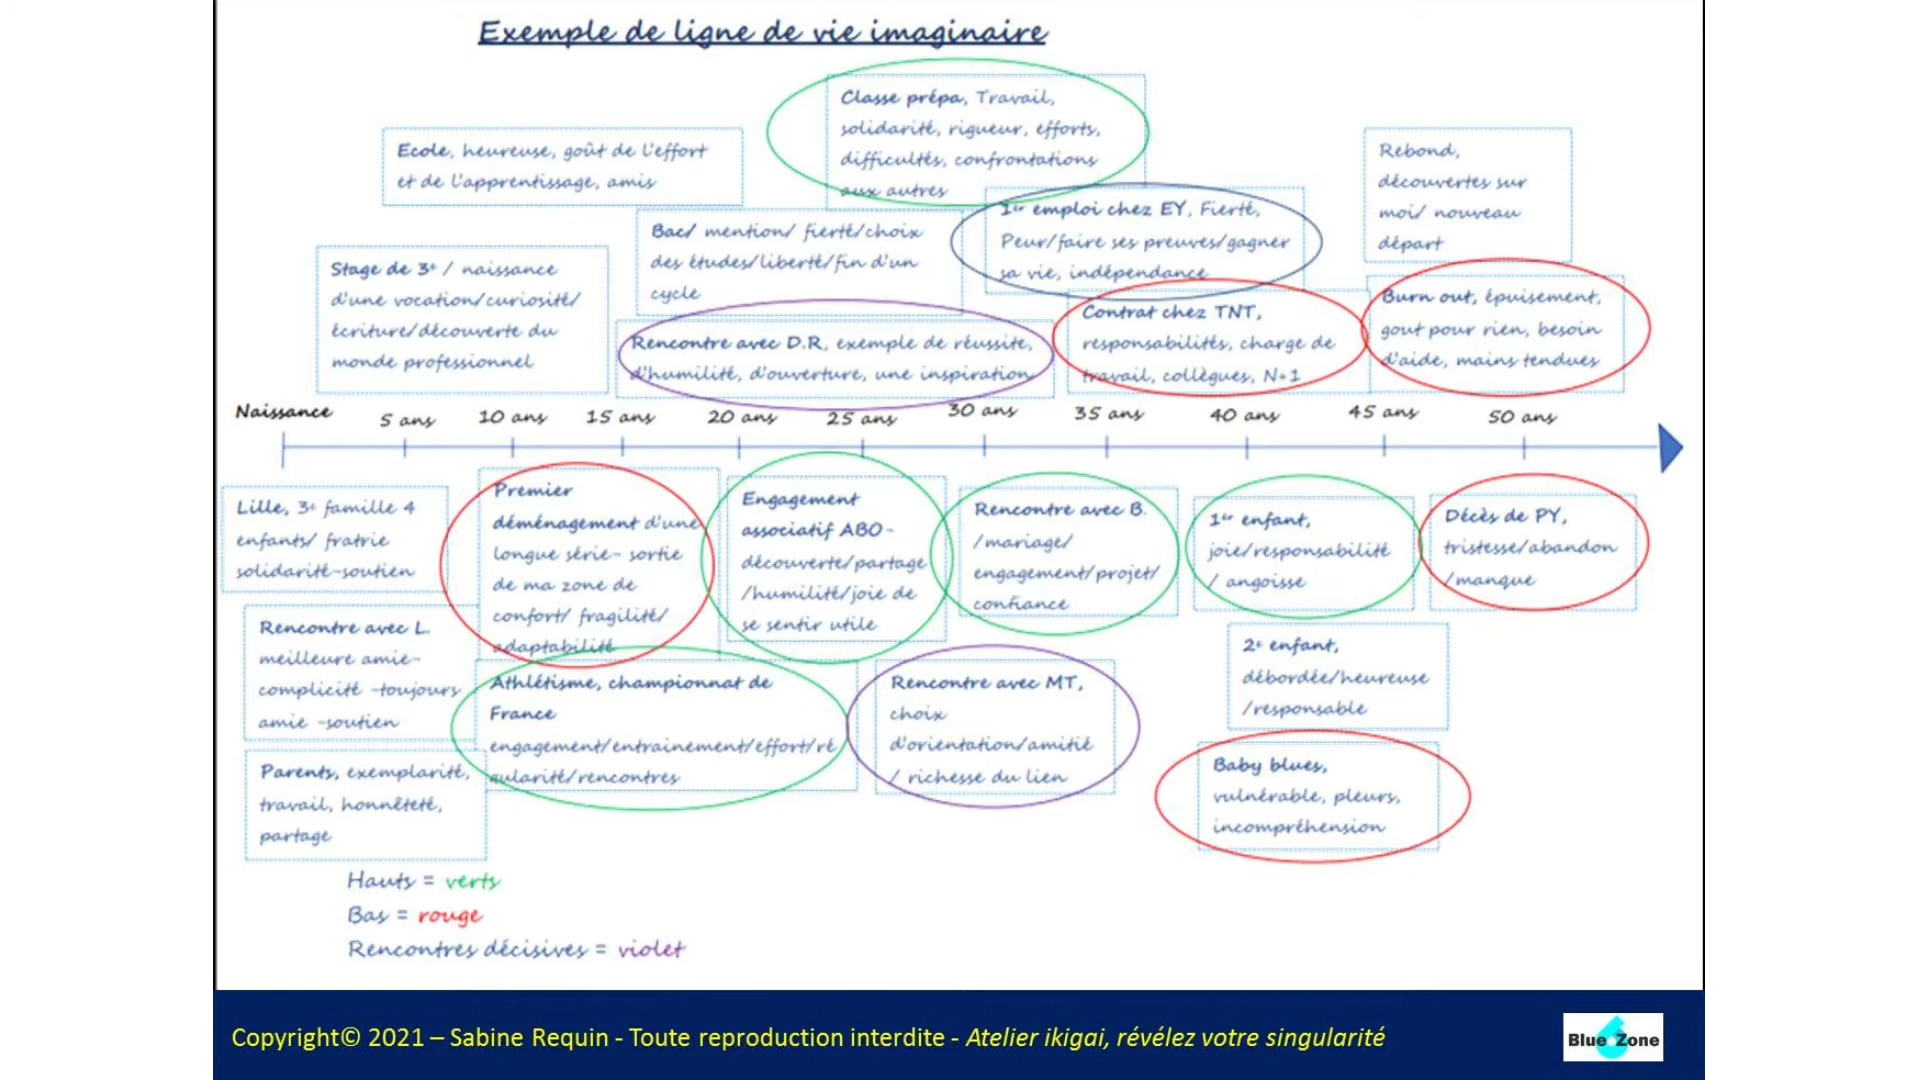 Exemple de ligne de vie imaginaire
Classe prépa, Travail,
solidarité, rigueur, efforts,
difficultés, confrontations
aux autres
Ecole, heureuse, goût de l'effort
et de l'apprentissage, amis
Rebond,
découvertes sur
moi/ nouveau
départ
1er emploi chez EY, Fierté,
Peur/faire ses preuves/gagner
sa vie, indépendance
Bac/ mention/ fierté/choix
des études/liberté/fin d'un
cycle
Stage de 3e / naissance
d'une vocation/curiosité/
écriture/découverte du
monde professionnel
Rencontre avec D.R, exemple de réussite,
d'humilité, d'ouverture, une inspiration
Contrat chez TNT,
responsabilités, charge de
travail, collègues, N+1
Burn out, épuisement,
gout pour rien, besoin
d'aide, mains tendues
Naissance 5 ans 10 ans 15 ans 20 ans 25 ans 30 ans 35 ans 40 ans 45 ans 50 ans
Lille, 3e famille 4
enfants/ fratrie
solidarité-soutien
Premier
déménagement d'une
longue série- sortie
de ma zone de
confort/ fragilité/
adaptabilité
Engagement
associatif ABO-
découverte/partage
/humilité/joie de
se sentir utile
Rencontre avec B.
/mariage/
engagement/projet/
confiance
1er enfant,
joie/responsabilité
/ angoisse
Décès de PY,
tristesse/abandon
/manque
Rencontre avec L.
meilleure amie-
complicité -toujours
amie -soutien
Athlétisme, championnat de
France
engagement/entrainement/effort/ré
gularité/rencontres
Rencontre avec MT,
choix
d'orientation/amitié
/ richesse du lien
2e enfant,
débordée/heureuse
/responsable
Parents, exemplarité,
travail, honnêteté,
partage
Baby blues,
vulnérable, pleurs,
incompréhension
Hauts = verts
Bas = rouge
Rencontres décisives = violet
Copyright© 2021 – Sabine Requin - Toute reproduction interdite - Atelier ikigai, révélez votre singularité
Blue Zone